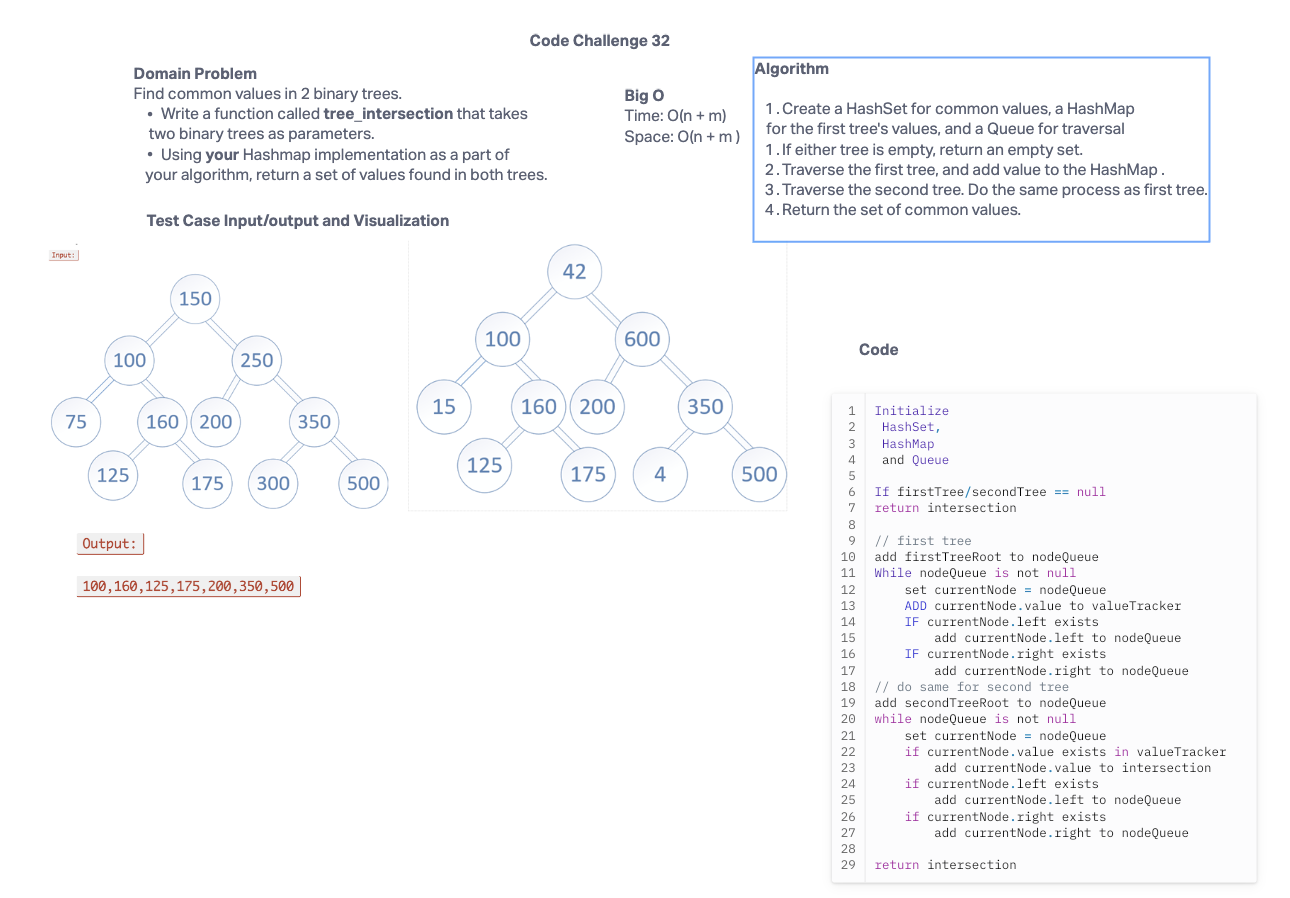 Code Challenge 32
Domain Problem
Find common values in 2 binary trees.
• Write a function called tree_intersection that takes
two binary trees as parameters.
• Using your Hashmap implementation as a part of
your algorithm, return a set of values found in both trees.
Big O
Time: O(n + m)
Space: O(n + m )
Algorithm
1. Create a HashSet for common values, a HashMap
for the first tree's values, and a Queue for traversal
1. If either tree is empty, return an empty set.
2. Traverse the first tree, and add value to the HashMap .
3. Traverse the second tree. Do the same process as first tree.
4. Return the set of common values.
Test Case Input/output and Visualization
Input:
150
100 250
75 160 200 350
125 175 300 500
42
100 600
15 160 200 350
125 175 4 500
Output:
100,160,125,175,200,350,500
Code
1 Initialize
2 HashSet,
3 HashMap
4 and Queue
5
6 If firstTree/secondTree == null
7 return intersection
8
9 // first tree
10 add firstTreeRoot to nodeQueue
11 While nodeQueue is not null
12 set currentNode = nodeQueue
13 ADD currentNode.value to valueTracker
14 IF currentNode.left exists
15 add currentNode.left to nodeQueue
16 IF currentNode.right exists
17 add currentNode.right to nodeQueue
18 // do same for second tree
19 add secondTreeRoot to nodeQueue
20 while nodeQueue is not null
21 set currentNode = nodeQueue
22 if currentNode.value exists in valueTracker
23 add currentNode.value to intersection
24 if currentNode.left exists
25 add currentNode.left to nodeQueue
26 if currentNode.right exists
27 add currentNode.right to nodeQueue
28
29 return intersection